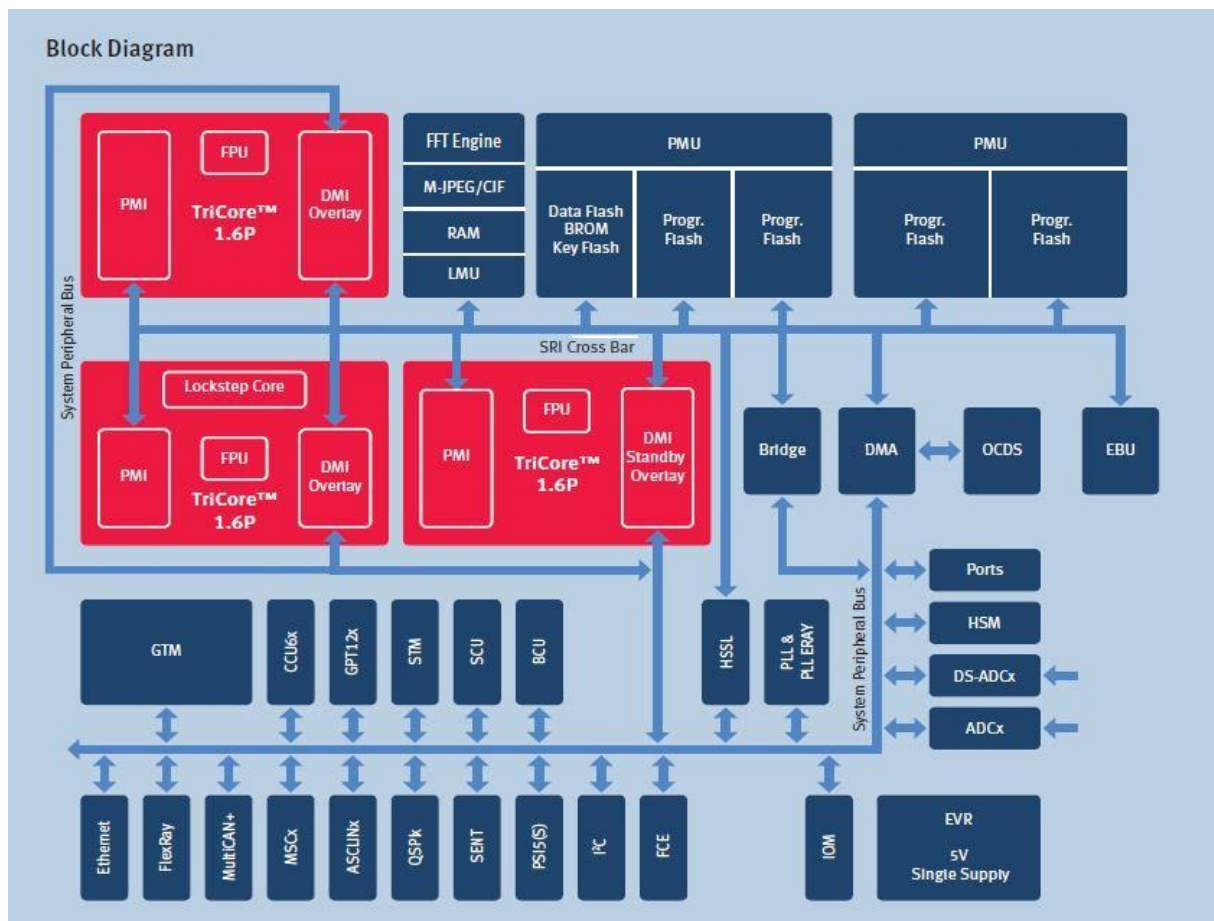 Block Diagram
System Peripheral Bus
PMI
FPU
TriCore™
1.6P
DMI
Overlay
FFT Engine
M-JPEG/CIF
RAM
LMU
PMU
Data Flash
BROM
Key Flash
Progr.
Flash
Progr.
Flash
PMU
Progr.
Flash
Progr.
Flash
SRI Cross Bar
Lockstep Core
PMI
FPU
TriCore™
1.6P
DMI
Overlay
PMI
FPU
TriCore™
1.6P
DMI
Standby
Overlay
Bridge
DMA
OCDS
EBU
Ports
HSM
DS-ADCx
ADCx
System Peripheral Bus
GTM
CCU6x
GPT12x
STM
SCU
BCU
HSSL
PLL &
PLL ERAY
Ethernet
FlexRay
MultiCAN+
MSCx
ASCLINx
QSPIx
SENT
PSI5(S)
I²C
FCE
IOM
EVR
5V
Single Supply